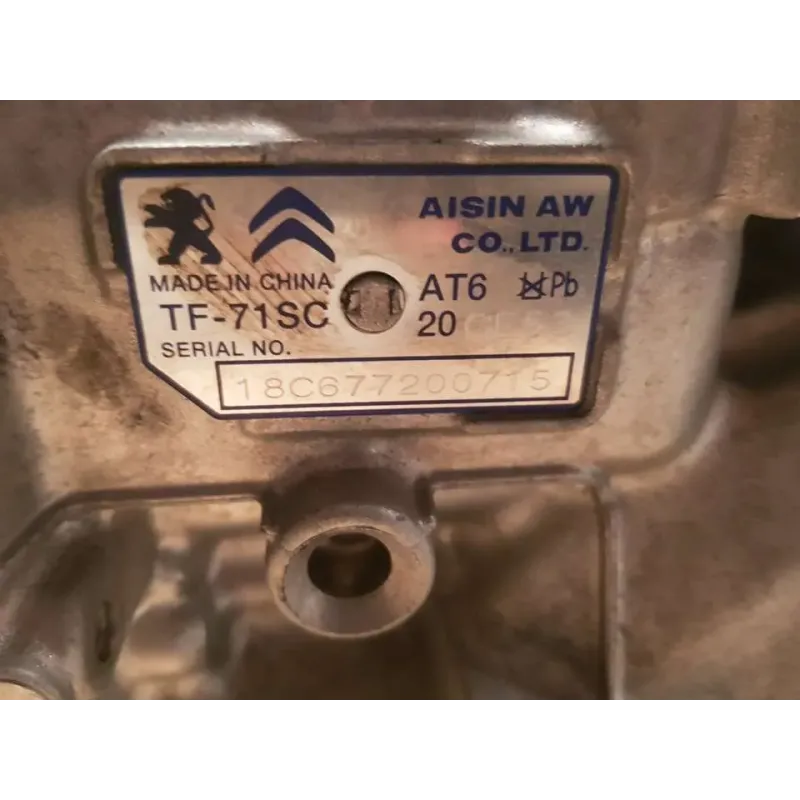 AISIN AW
CO., LTD.
MADE IN CHINA
TF-71SC
AT6 Pb
20
SERIAL NO.
18C677200715